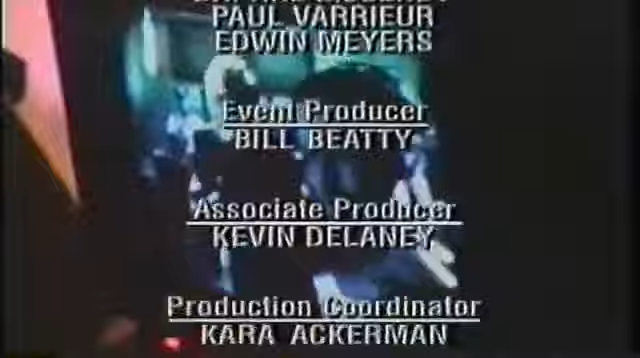 PAUL VARRIEUR
EDWIN MEYERS
Event Producer
BILL BEATTY
Associate Producer
KEVIN DELANEY
Production Coordinator
KARA ACKERMAN